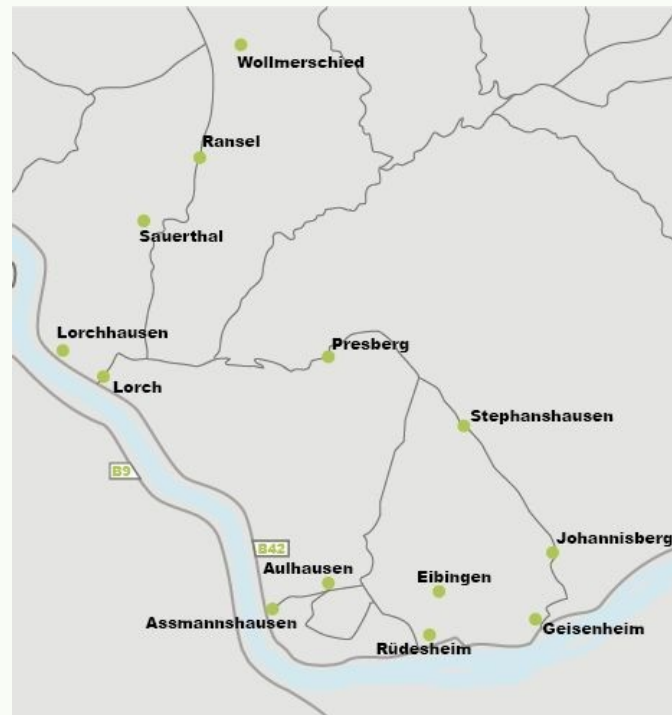 Wollmerschied
Ransel
Sauerthal
Lorchhausen
Presberg
Lorch
Stephanshausen
B9
B42
Johannisberg
Aulhausen
Eibingen
Assmannshausen
Geisenheim
Rüdesheim